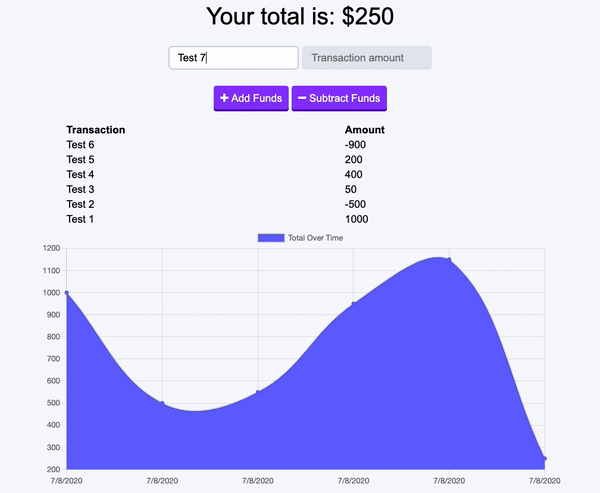 Your total is: $250
Test 7 Transaction amount
+ Add Funds − Subtract Funds
Transaction Amount
Test 6 -900
Test 5 200
Test 4 400
Test 3 50
Test 2 -500
Test 1 1000
Total Over Time
1200
1100
1000
900
800
700
600
500
400
300
200
7/8/2020 7/8/2020 7/8/2020 7/8/2020 7/8/2020 7/8/2020